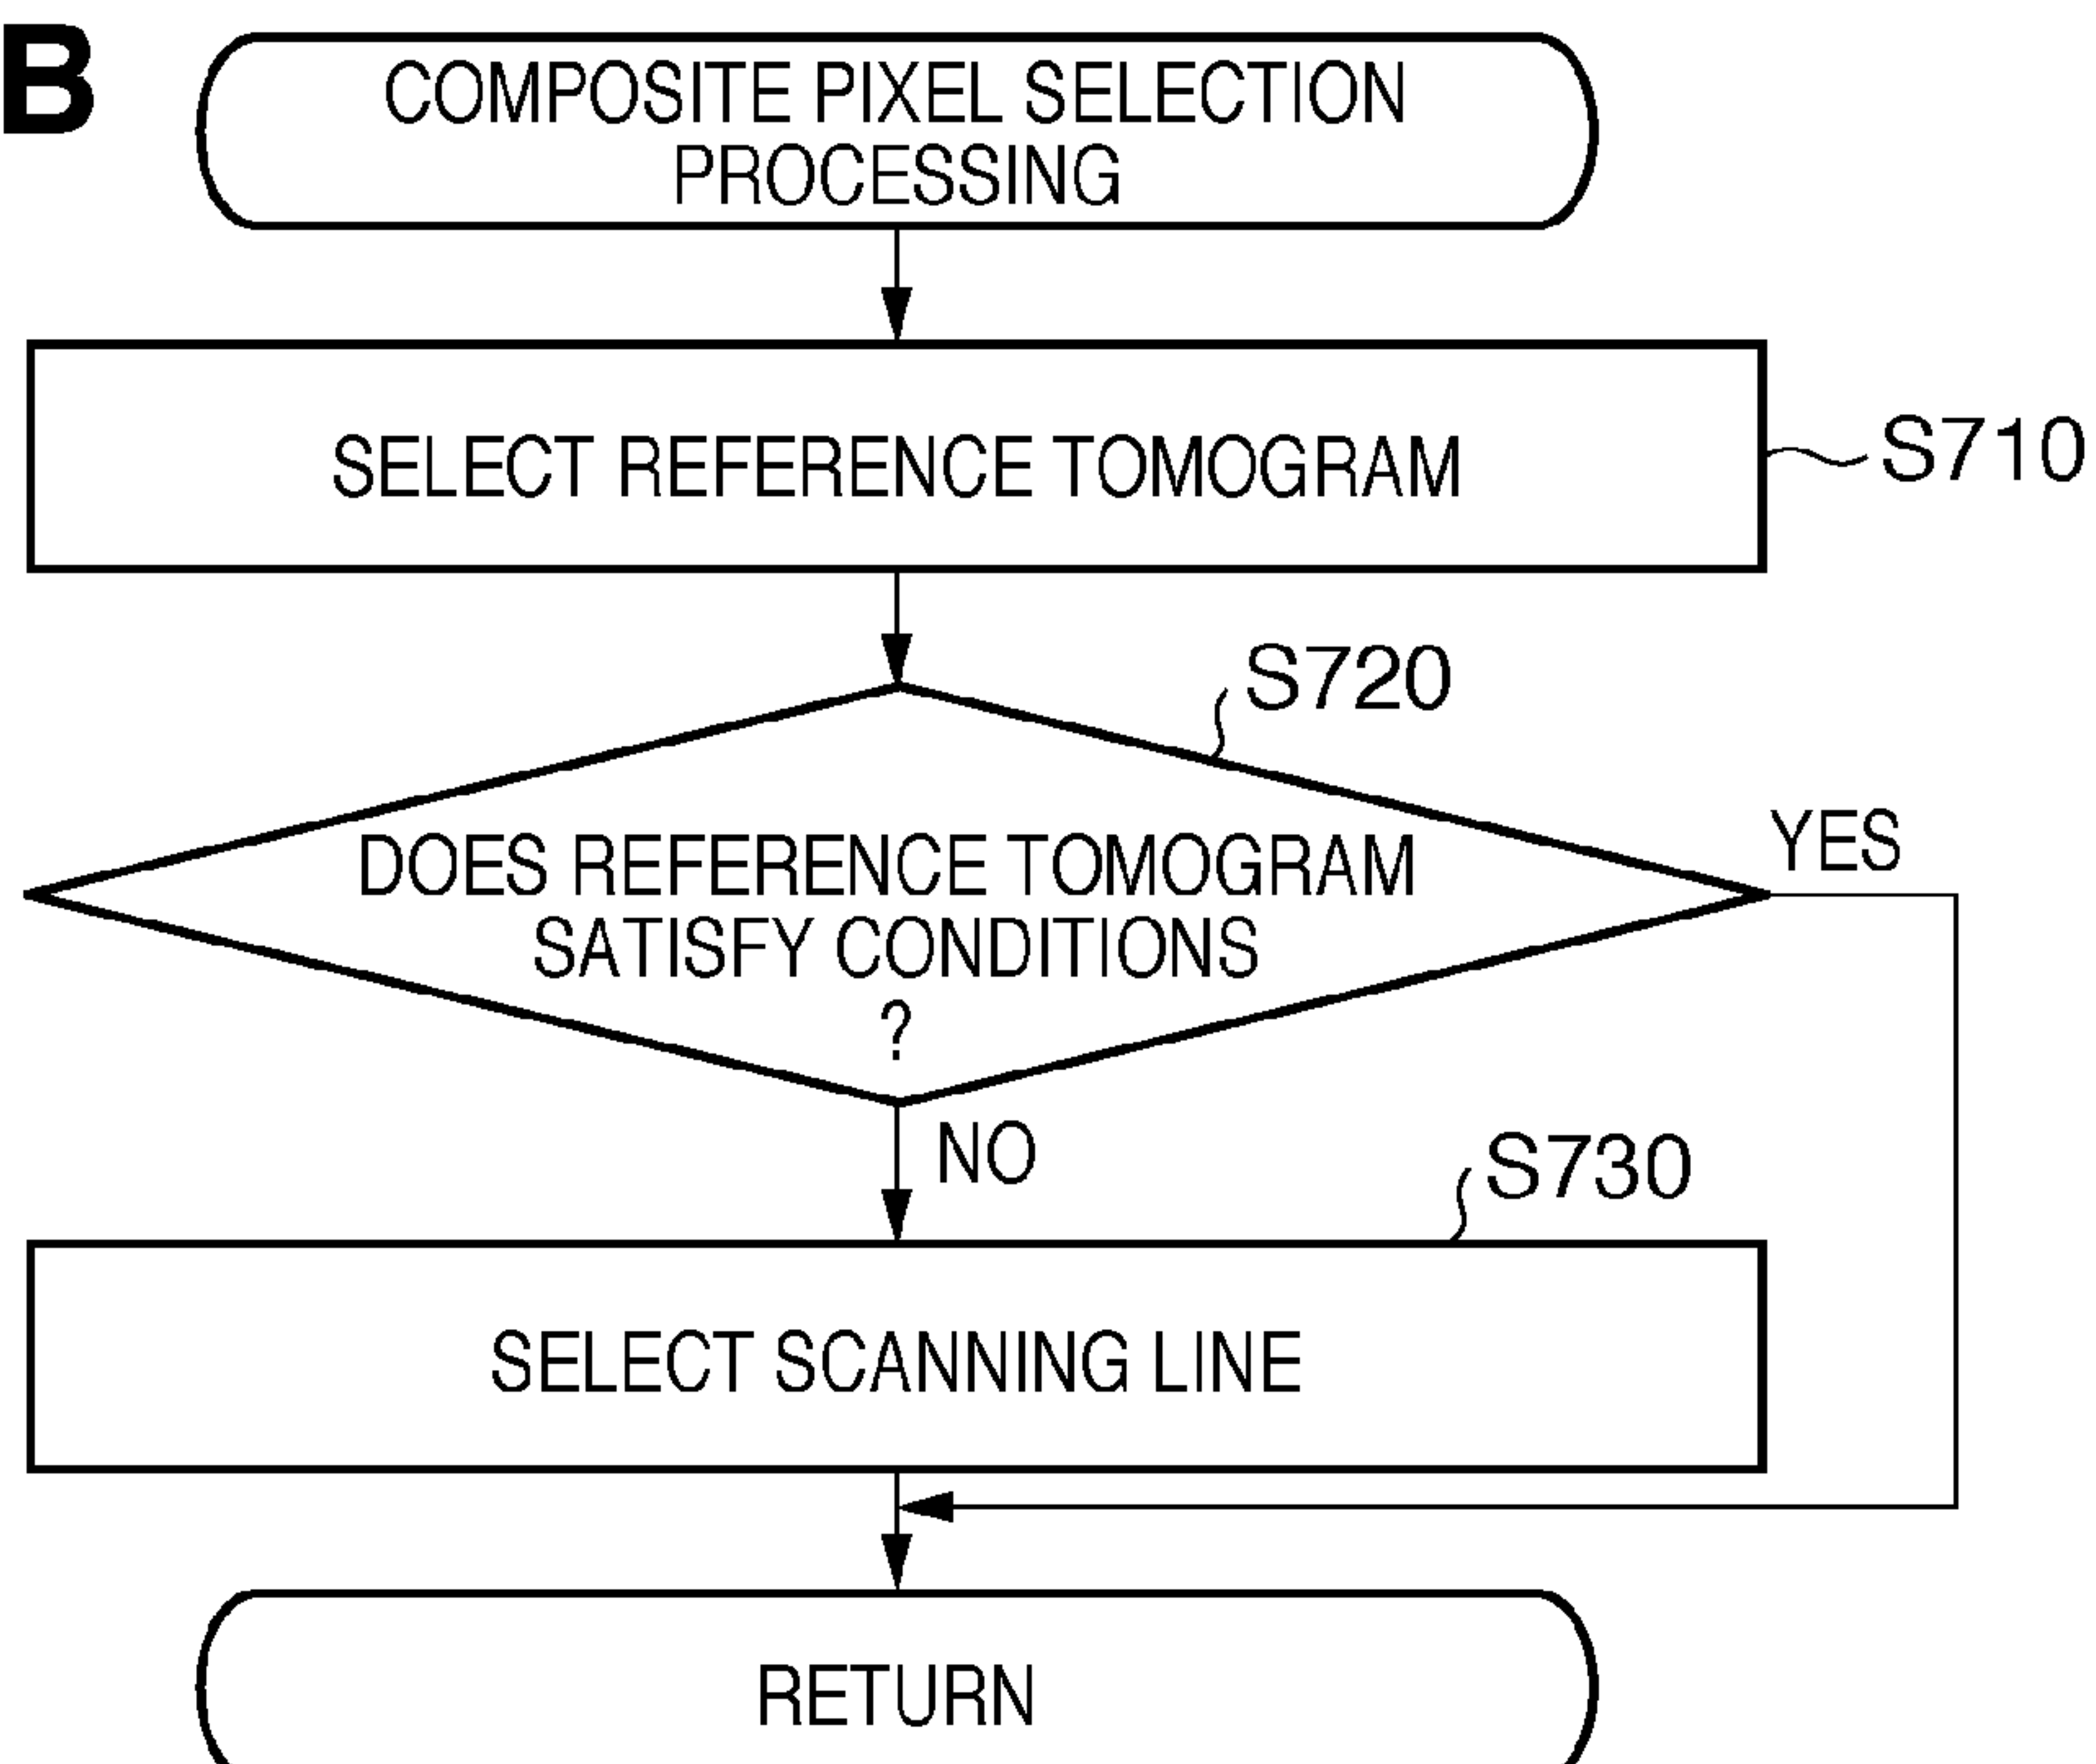 B
COMPOSITE PIXEL SELECTION
PROCESSING
SELECT REFERENCE TOMOGRAM
S710
S720
DOES REFERENCE TOMOGRAM
SATISFY CONDITIONS
?
YES
NO
S730
SELECT SCANNING LINE
RETURN